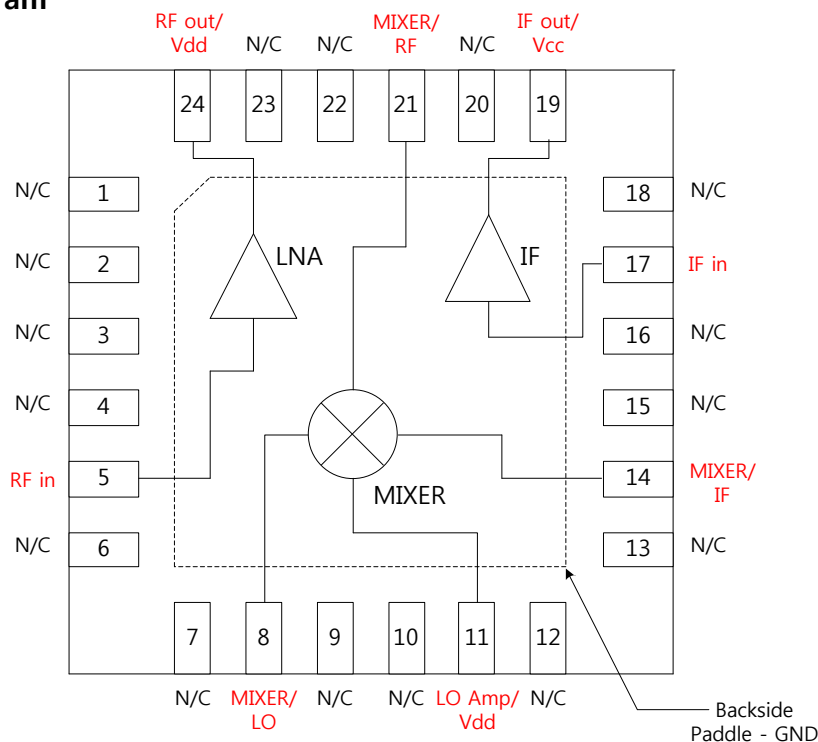 am
RF out/
Vdd
N/C
N/C
MIXER/
RF
N/C
IF out/
Vcc
24
23
22
21
20
19
N/C
1
18
N/C
N/C
2
LNA
IF
17
IF in
N/C
3
16
N/C
N/C
4
15
N/C
RF in
5
MIXER
14
MIXER/
IF
N/C
6
13
N/C
7
8
9
10
11
12
N/C
MIXER/
LO
N/C
N/C
LO Amp/
Vdd
N/C
Backside
Paddle - GND